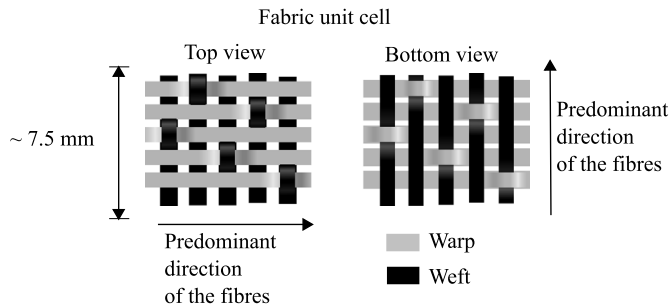 Fabric unit cell
Top view
Bottom view
~ 7.5 mm
Predominant
direction
of the fibres
Predominant
direction
of the fibres
Warp
Weft